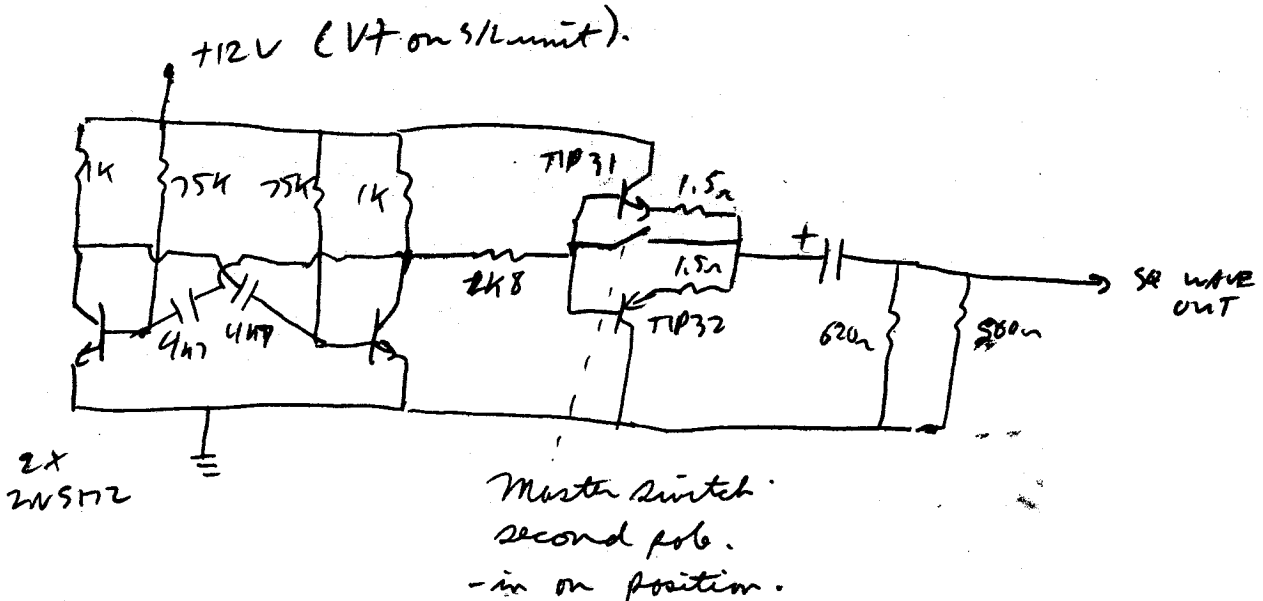 +12V (V+ on S/L unit).
1K
75K
75K
1K
TIP31
1.5Ω
2K8
1.5Ω
TIP32
4n7
4n7
+
620Ω
560Ω
SQ WAVE
OUT
2X
2N5172
Master switch
second pole.
- in on position.